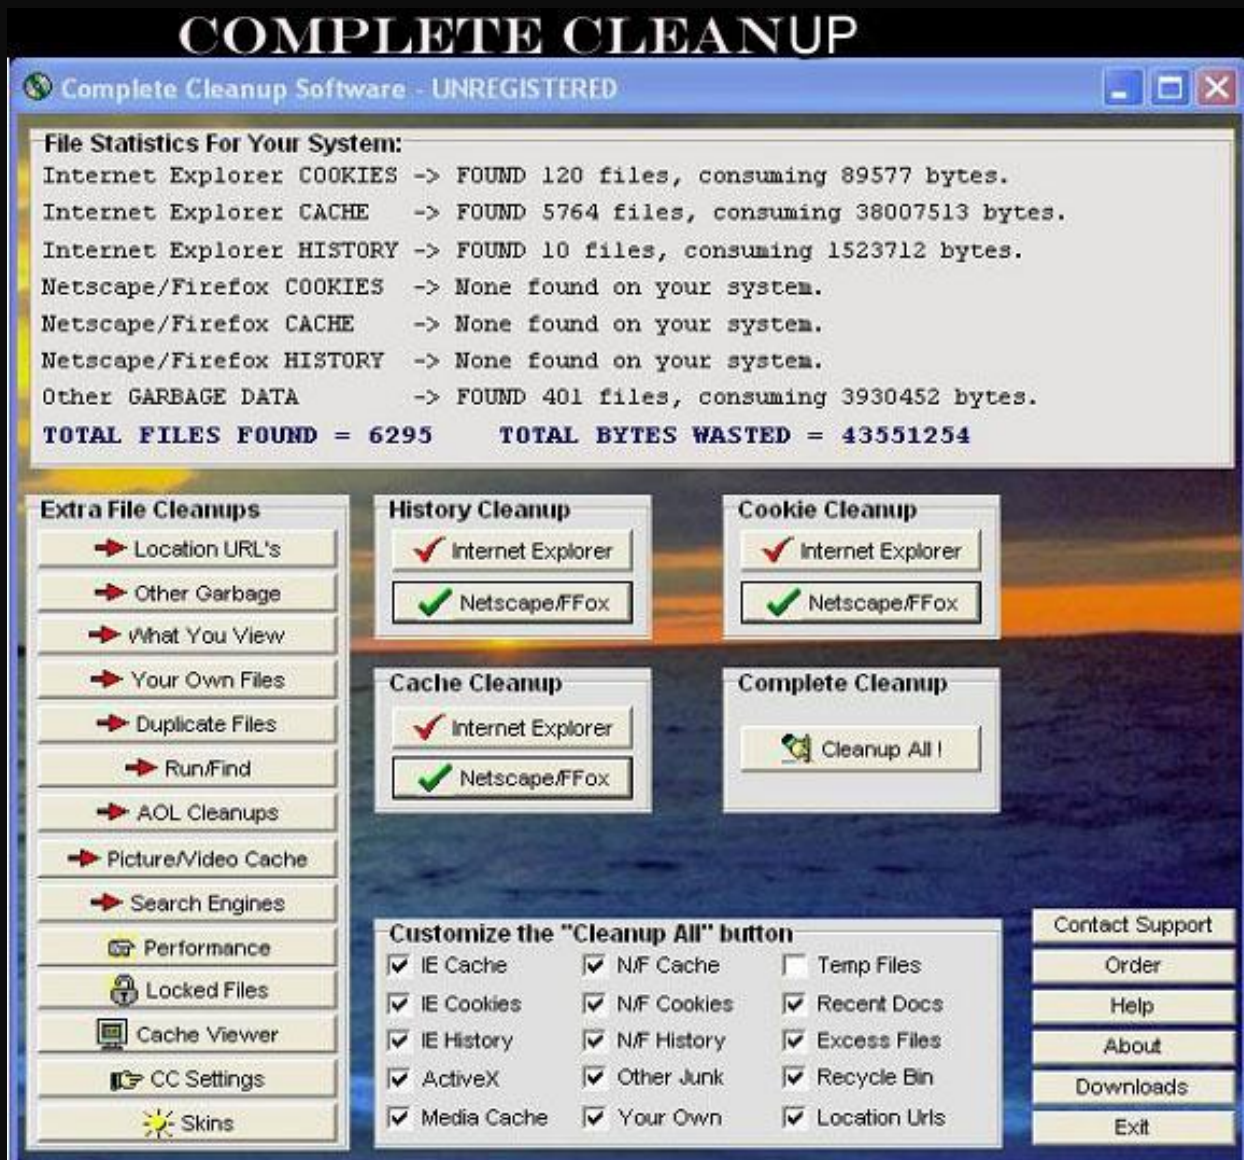 COMPLETE CLEANUP
Complete Cleanup Software - UNREGISTERED
File Statistics For Your System:
Internet Explorer COOKIES -> FOUND 120 files, consuming 89577 bytes.
Internet Explorer CACHE -> FOUND 5764 files, consuming 38007513 bytes.
Internet Explorer HISTORY -> FOUND 10 files, consuming 1523712 bytes.
Netscape/Firefox COOKIES -> None found on your system.
Netscape/Firefox CACHE -> None found on your system.
Netscape/Firefox HISTORY -> None found on your system.
Other GARBAGE DATA -> FOUND 401 files, consuming 3930452 bytes.
TOTAL FILES FOUND = 6295 TOTAL BYTES WASTED = 43551254
Extra File Cleanups
Location URL's
Other Garbage
What You View
Your Own Files
Duplicate Files
Run/Find
AOL Cleanups
Picture/Video Cache
Search Engines
Performance
Locked Files
Cache Viewer
CC Settings
Skins
History Cleanup
Internet Explorer
Netscape/FFox
Cookie Cleanup
Internet Explorer
Netscape/FFox
Cache Cleanup
Internet Explorer
Netscape/FFox
Complete Cleanup
Cleanup All !
Customize the "Cleanup All" button
IE Cache N/F Cache Temp Files
IE Cookies N/F Cookies Recent Docs
IE History N/F History Excess Files
ActiveX Other Junk Recycle Bin
Media Cache Your Own Location Urls
Contact Support
Order
Help
About
Downloads
Exit